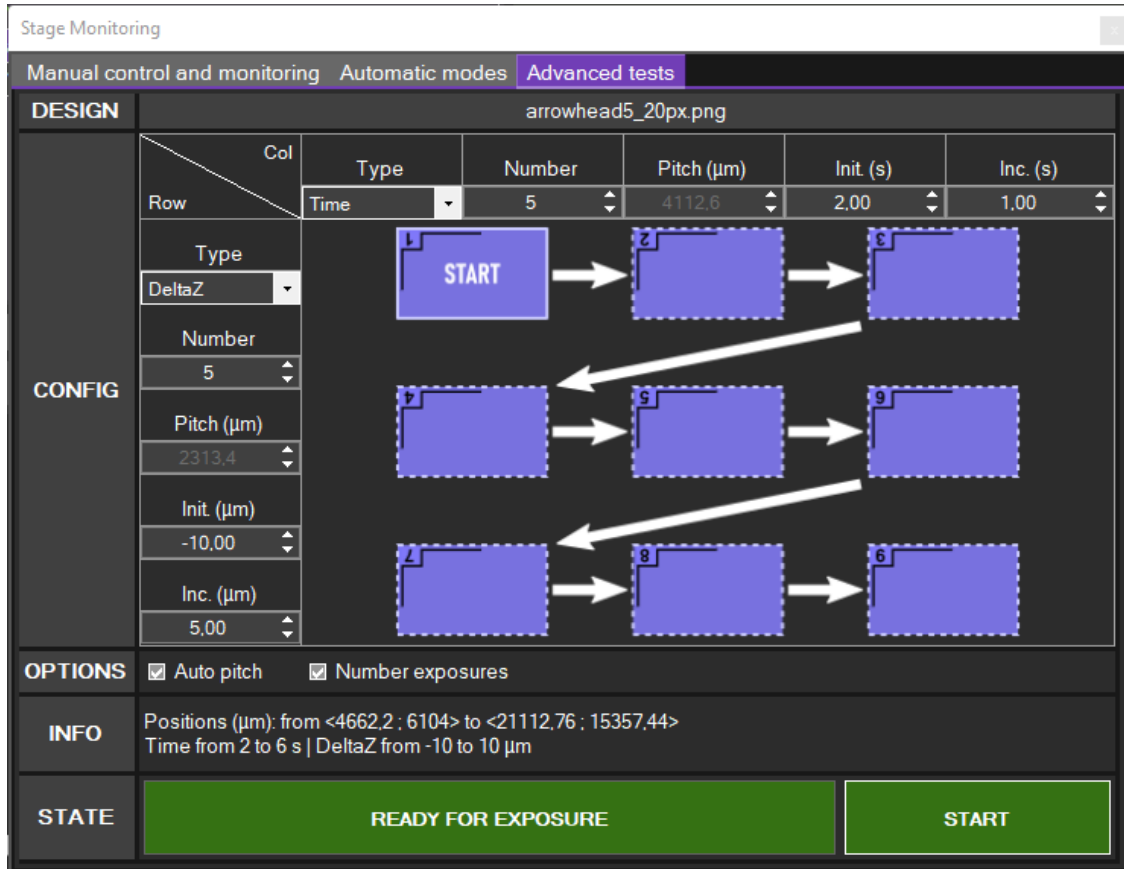 Stage Monitoring
x
Manual control and monitoring Automatic modes Advanced tests
DESIGN arrowhead5_20px.png
Col Type Number Pitch (µm) Init. (s) Inc. (s)
Row Time 5 4112,6 2,00 1,00
CONFIG
Type
DeltaZ
Number
5
Pitch (µm)
2313,4
Init. (µm)
-10,00
Inc. (µm)
5,00
1 START 2 3
4 5 6
7 8 9
OPTIONS Auto pitch Number exposures
INFO
Positions (µm): from <4662,2 ; 6104> to <21112,76 ; 15357,44>
Time from 2 to 6 s | DeltaZ from -10 to 10 µm
STATE READY FOR EXPOSURE START